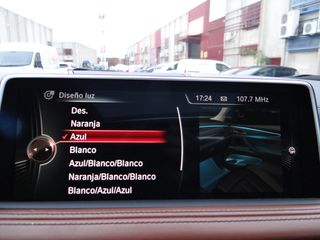 Diseño luz
17:24
107.7 MHz
Des.
Naranja
Azul
Blanco
Azul/Blanco/Blanco
Naranja/Blanco/Blanco
Blanco/Azul/Azul